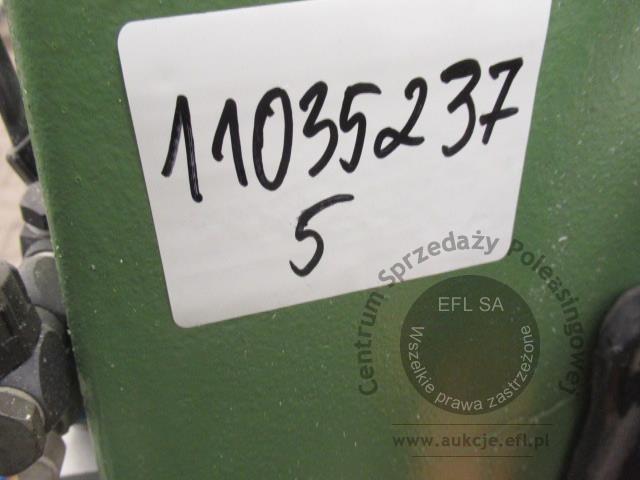 11035237
5
Centrum Sprzedaży Poleasingowej
EFL SA
Wszelkie prawa zastrzeżone
www.aukcje.efl.pl